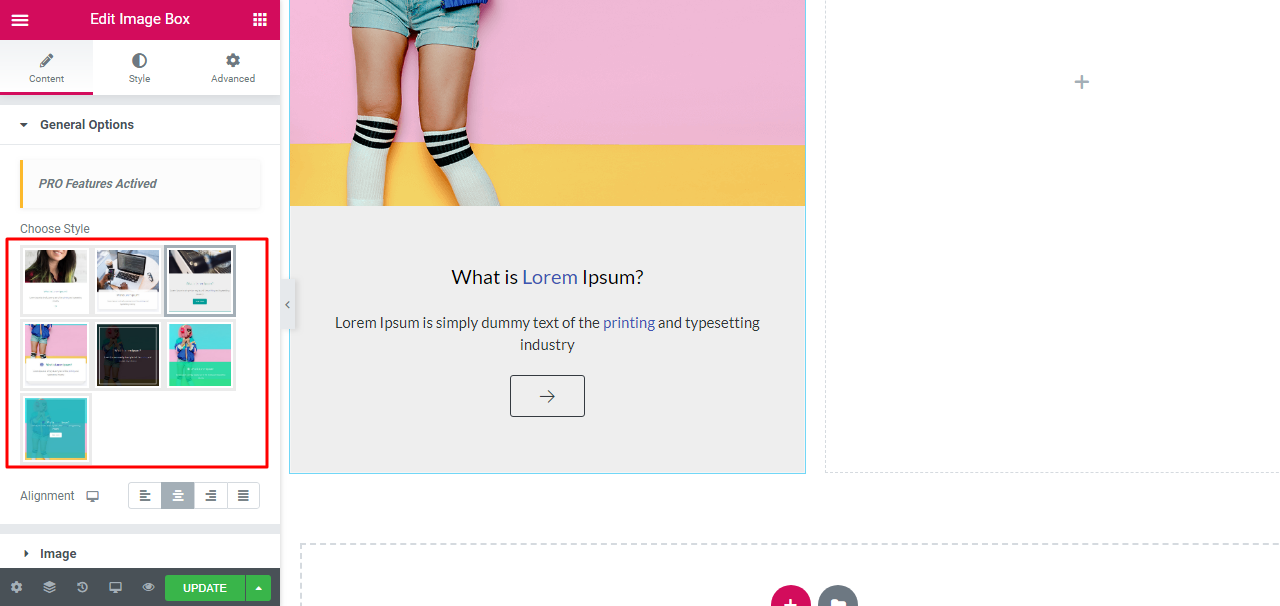 Edit Image Box
Content
Style
Advanced
General Options
PRO Features Actived
Choose Style
Alignment
Image
UPDATE
What is Lorem Ipsum?
Lorem Ipsum is simply dummy text of the printing and typesetting
industry